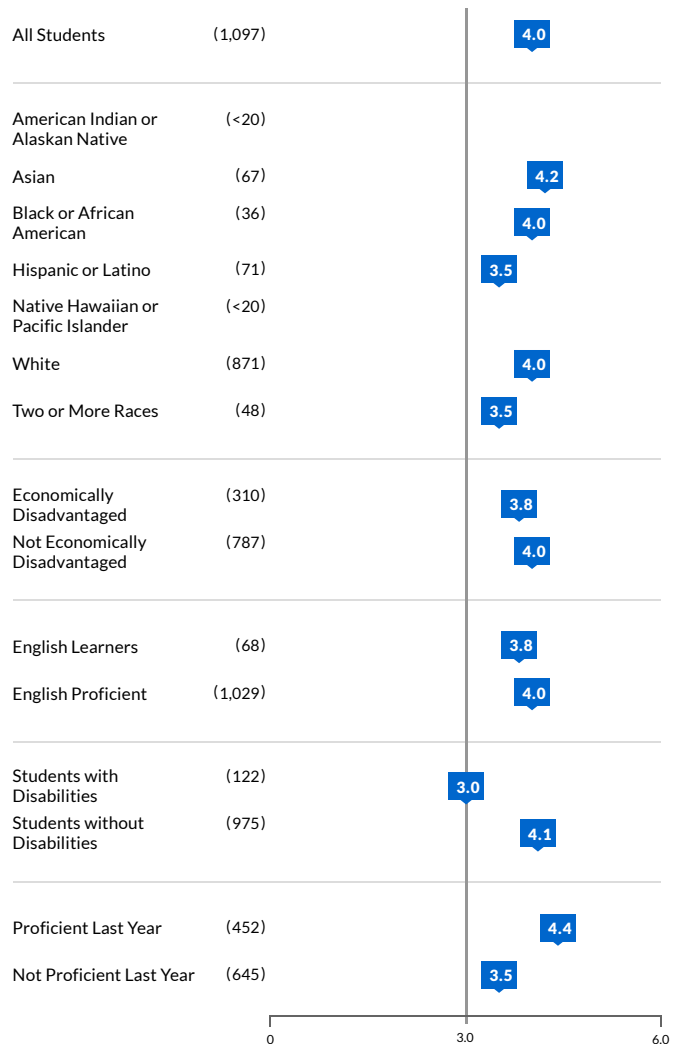 All Students (1,097) 4.0
American Indian or (<20)
Alaskan Native
Asian (67) 4.2
Black or African (36) 4.0
American
Hispanic or Latino (71) 3.5
Native Hawaiian or (<20)
Pacific Islander
White (871) 4.0
Two or More Races (48) 3.5
Economically (310) 3.8
Disadvantaged
Not Economically (787) 4.0
Disadvantaged
English Learners (68) 3.8
English Proficient (1,029) 4.0
Students with (122) 3.0
Disabilities
Students without (975) 4.1
Disabilities
Proficient Last Year (452) 4.4
Not Proficient Last Year (645) 3.5
0 3.0 6.0